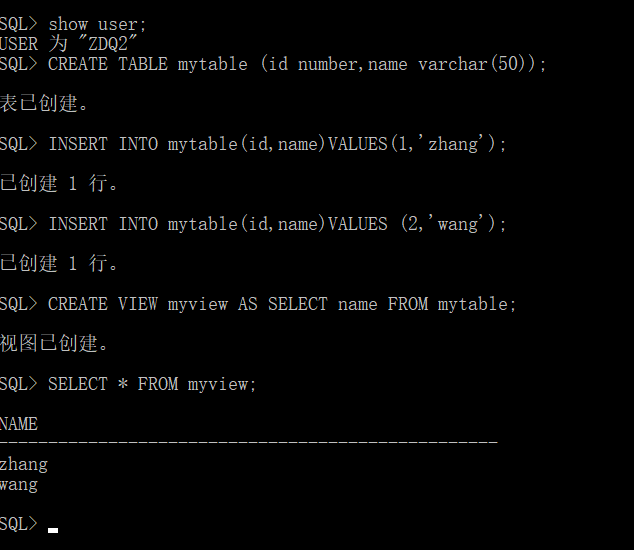 SQL> show user;
USER 为 "ZDQ2"
SQL> CREATE TABLE mytable (id number,name varchar(50));
表已创建。
SQL> INSERT INTO mytable(id,name)VALUES(1,'zhang');
已创建 1 行。
SQL> INSERT INTO mytable(id,name)VALUES (2,'wang');
已创建 1 行。
SQL> CREATE VIEW myview AS SELECT name FROM mytable;
视图已创建。
SQL> SELECT * FROM myview;
NAME
--------------------------------------------------
zhang
wang
SQL>